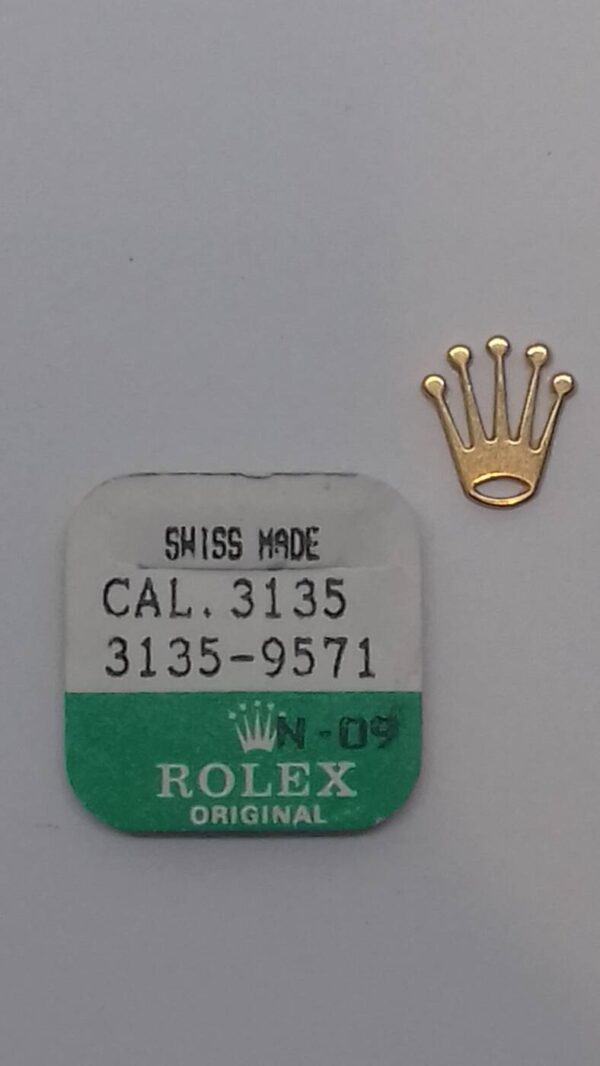 SWISS MADE
CAL. 3135
3135-9571
N-09
ROLEX
ORIGINAL